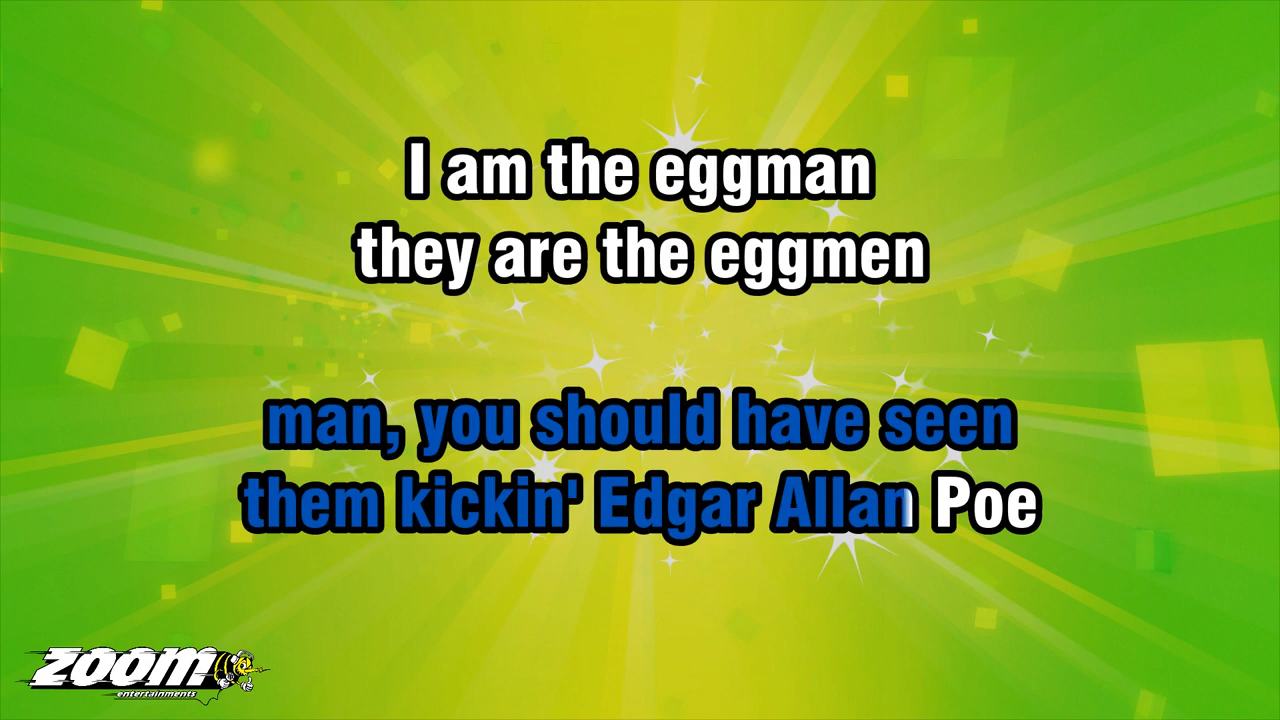 I am the eggman
they are the eggmen
man, you should have seen
them kickin' Edgar Allan Poe
ZOOM
entertainments